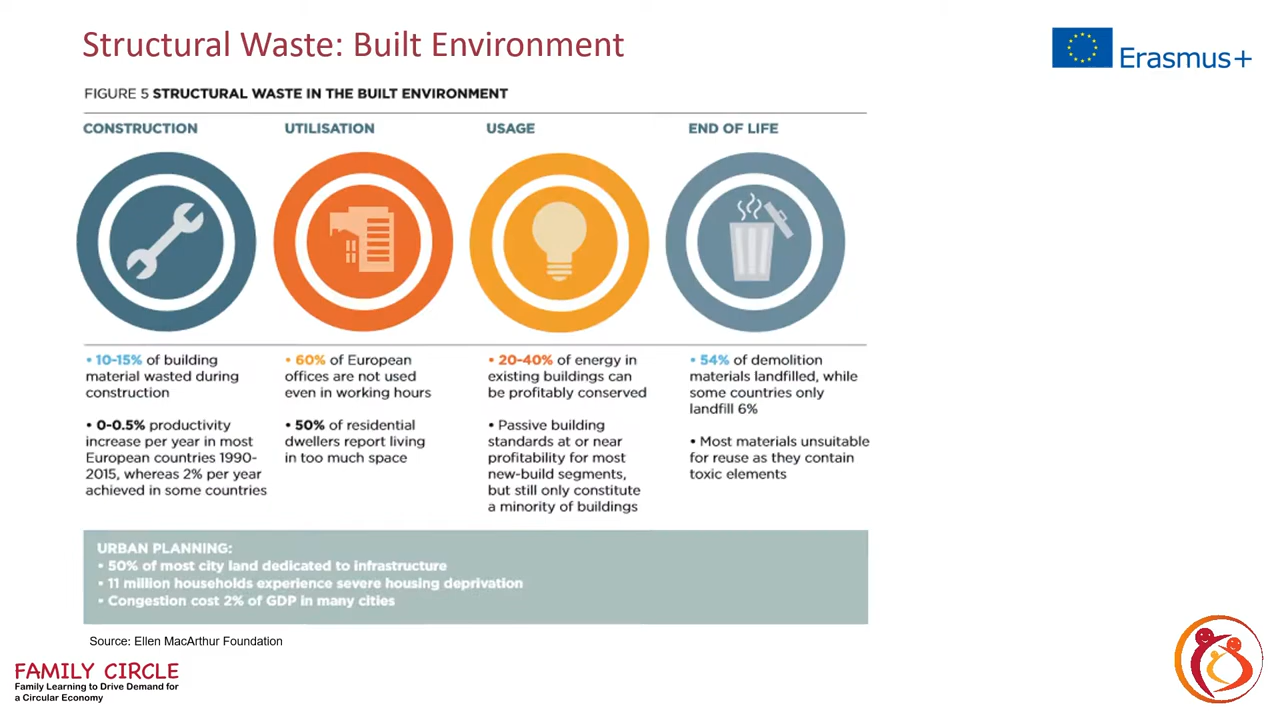 Structural Waste: Built Environment
Erasmus+
FIGURE 5 STRUCTURAL WASTE IN THE BUILT ENVIRONMENT
CONSTRUCTION
• 10-15% of building
material wasted during
construction
• 0-0.5% productivity
increase per year in most
European countries 1990-
2015, whereas 2% per year
achieved in some countries
UTILISATION
• 60% of European
offices are not used
even in working hours
• 50% of residential
dwellers report living
in too much space
USAGE
• 20-40% of energy in
existing buildings can
be profitably conserved
• Passive building
standards at or near
profitability for most
new-build segments,
but still only constitute
a minority of buildings
END OF LIFE
• 54% of demolition
materials landfilled, while
some countries only
landfill 6%
• Most materials unsuitable
for reuse as they contain
toxic elements
URBAN PLANNING:
• 50% of most city land dedicated to infrastructure
• 11 million households experience severe housing deprivation
• Congestion cost 2% of GDP in many cities
Source: Ellen MacArthur Foundation
FAMILY CIRCLE
Family Learning to Drive Demand for
a Circular Economy